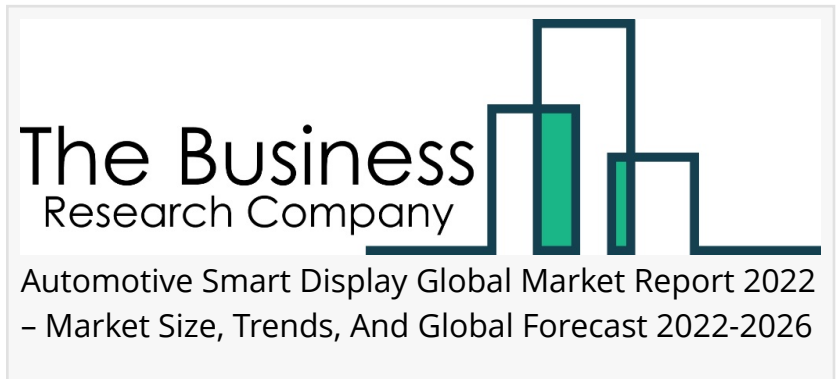 The Business
Research Company
Automotive Smart Display Global Market Report 2022
– Market Size, Trends, And Global Forecast 2022-2026